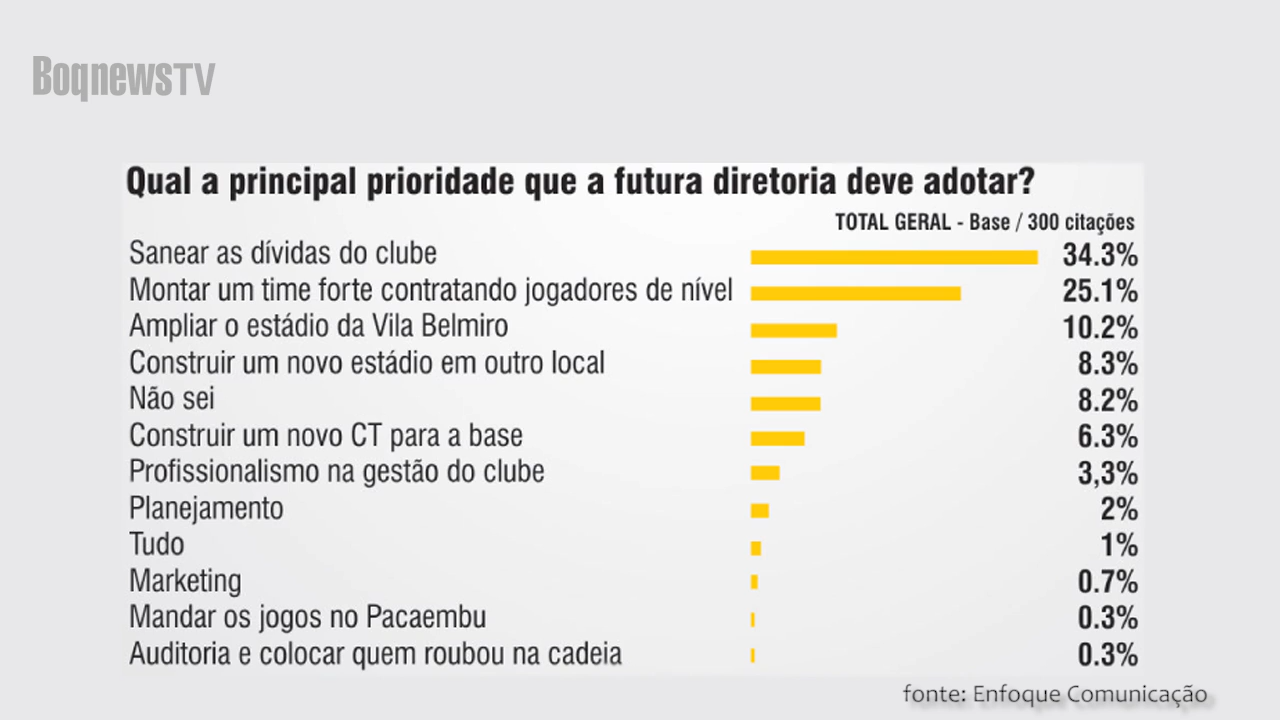 BoqnewsTV
Qual a principal prioridade que a futura diretoria deve adotar?
TOTAL GERAL - Base / 300 citações
Sanear as dívidas do clube 34.3%
Montar um time forte contratando jogadores de nível 25.1%
Ampliar o estádio da Vila Belmiro 10.2%
Construir um novo estádio em outro local 8.3%
Não sei 8.2%
Construir um novo CT para a base 6.3%
Profissionalismo na gestão do clube 3,3%
Planejamento 2%
Tudo 1%
Marketing 0.7%
Mandar os jogos no Pacaembu 0.3%
Auditoria e colocar quem roubou na cadeia 0.3%
fonte: Enfoque Comunicação